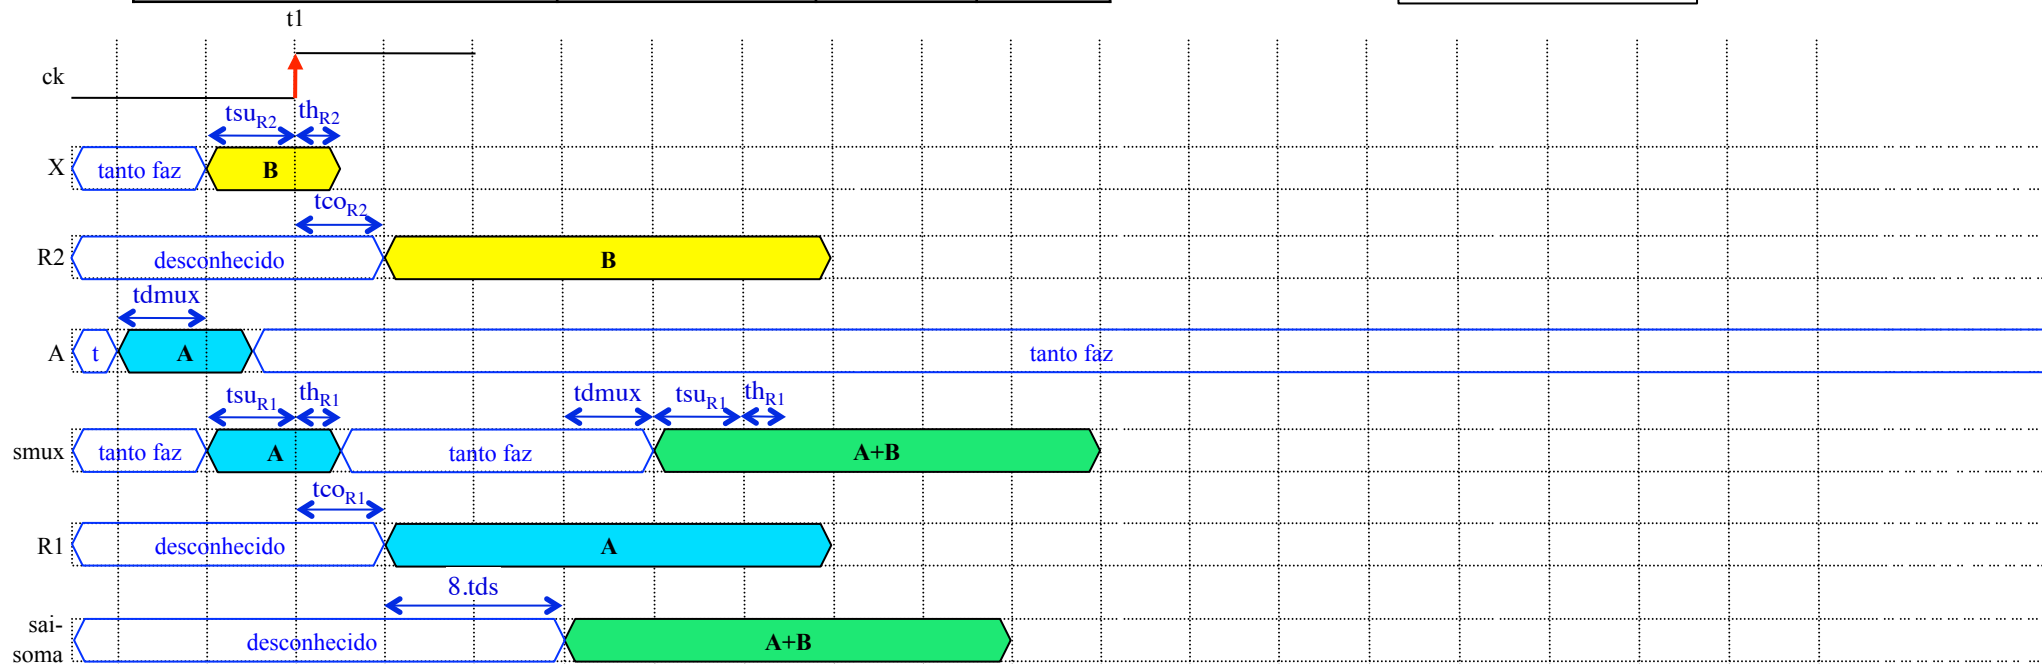 t1
ck
tsuR2 thR2
X tanto faz B
tcoR2
R2 desconhecido B
tdmux
A t A tanto faz
tsuR1 thR1 tdmux tsuR1 thR1
smux tanto faz A tanto faz A+B
tcoR1
R1 desconhecido A
8.tds
sai-
soma desconhecido A+B